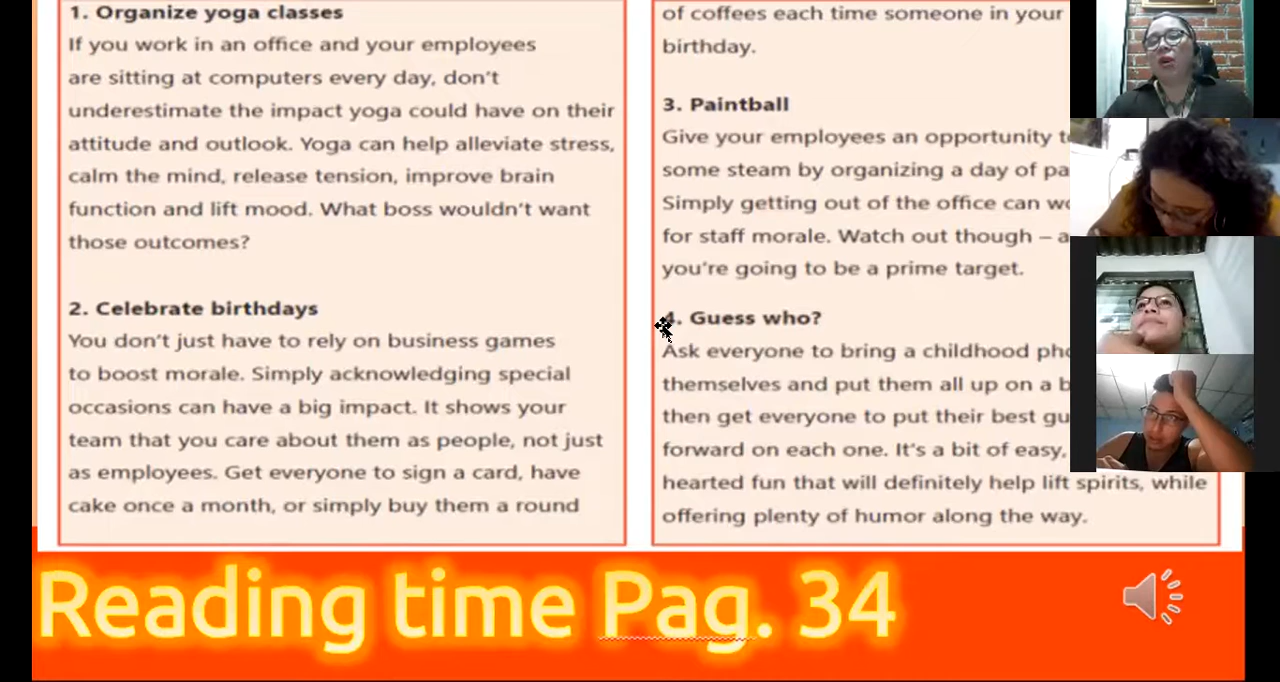 1. Organize yoga classes
If you work in an office and your employees
are sitting at computers every day, don't
underestimate the impact yoga could have on their
attitude and outlook. Yoga can help alleviate stress,
calm the mind, release tension, improve brain
function and lift mood. What boss wouldn't want
those outcomes?
2. Celebrate birthdays
You don't just have to rely on business games
to boost morale. Simply acknowledging special
occasions can have a big impact. It shows your
team that you care about them as people, not just
as employees. Get everyone to sign a card, have
cake once a month, or simply buy them a round
of coffees each time someone in your
birthday.
3. Paintball
Give your employees an opportunity
some steam by organizing a day of
Simply getting out of the office can
for staff morale. Watch out though –
you're going to be a prime target.
4. Guess who?
Ask everyone to bring a childhood
themselves and put them all up on a
then get everyone to put their best
forward on each one. It's a bit of easy,
hearted fun that will definitely help lift spirits, while
offering plenty of humor along the way.
Reading time Pag. 34